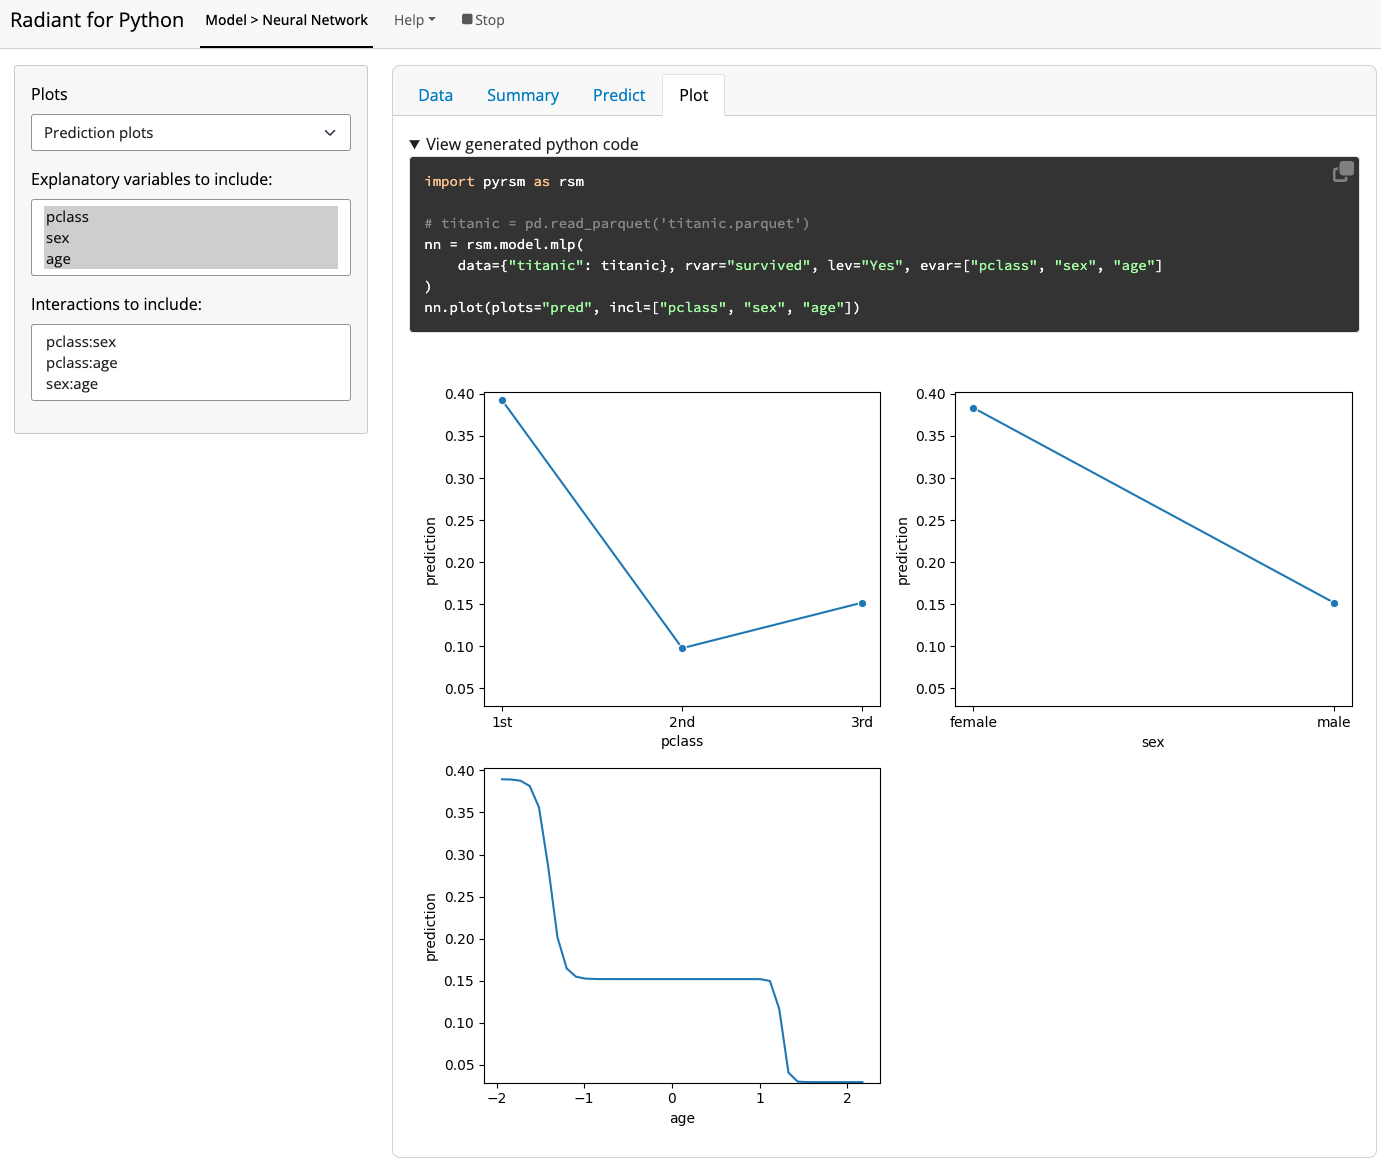 Radiant for Python Model > Neural Network Help Stop
Plots
Prediction plots
Explanatory variables to include:
pclass
sex
age
Interactions to include:
pclass:sex
pclass:age
sex:age
Data Summary Predict Plot
▼ View generated python code
import pyrsm as rsm
# titanic = pd.read_parquet('titanic.parquet')
nn = rsm.model.mlp(
    data={"titanic": titanic}, rvar="survived", lev="Yes", evar=["pclass", "sex", "age"]
)
nn.plot(plots="pred", incl=["pclass", "sex", "age"])
0.40
0.35
0.30
0.25
0.20
0.15
0.10
0.05
prediction
1st 2nd 3rd
pclass
0.40
0.35
0.30
0.25
0.20
0.15
0.10
0.05
prediction
female male
sex
0.40
0.35
0.30
0.25
0.20
0.15
0.10
0.05
prediction
−2 −1 0 1 2
age